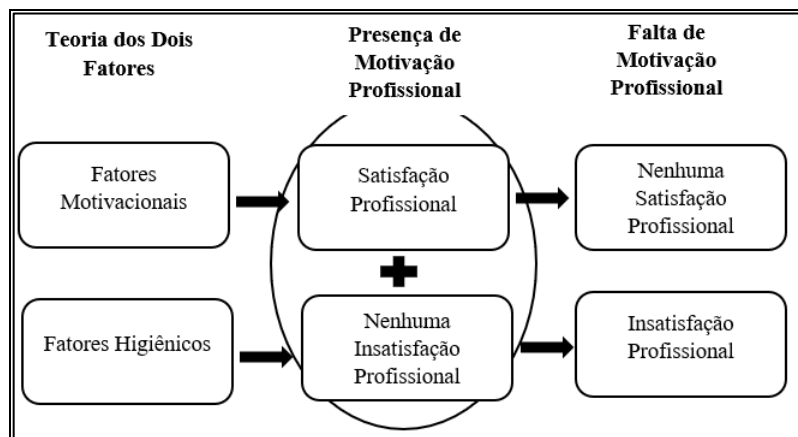 Teoria dos Dois
Fatores
Presença de
Motivação
Profissional
Falta de
Motivação
Profissional
Fatores
Motivacionais
Satisfação
Profissional
Nenhuma
Satisfação
Profissional
Fatores Higiênicos
Nenhuma
Insatisfação
Profissional
Insatisfação
Profissional